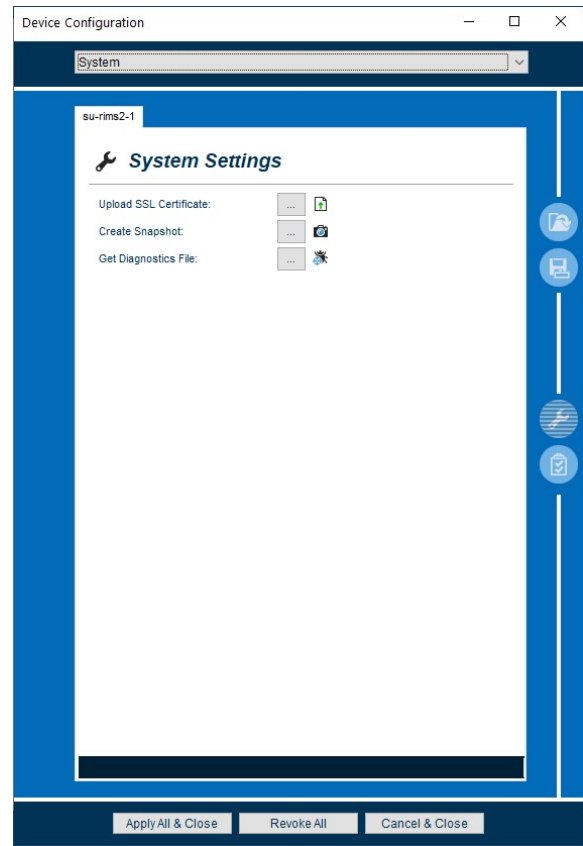 Device Configuration
System
su-rims2-1
System Settings
Upload SSL Certificate: ...
Create Snapshot: ...
Get Diagnostics File: ...
Apply All & Close Revoke All Cancel & Close